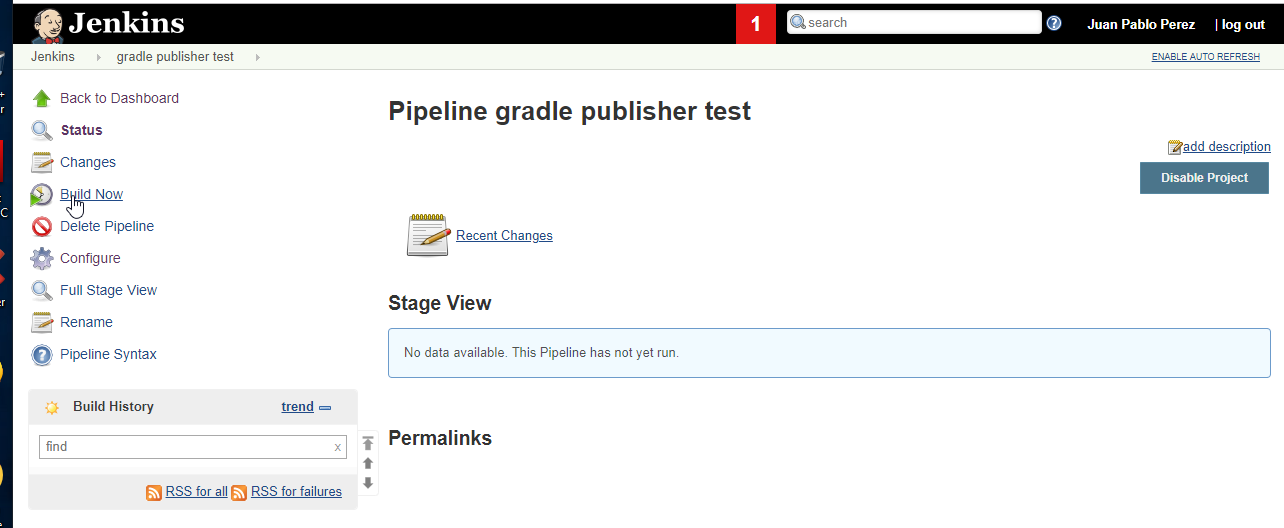 Jenkins
1
search
Juan Pablo Perez | log out
Jenkins gradle publisher test
ENABLE AUTO REFRESH
Back to Dashboard
Status
Changes
Build Now
Delete Pipeline
Configure
Full Stage View
Rename
Pipeline Syntax
Build History trend
find x
RSS for all RSS for failures
Pipeline gradle publisher test
add description
Disable Project
Recent Changes
Stage View
No data available. This Pipeline has not yet run.
Permalinks